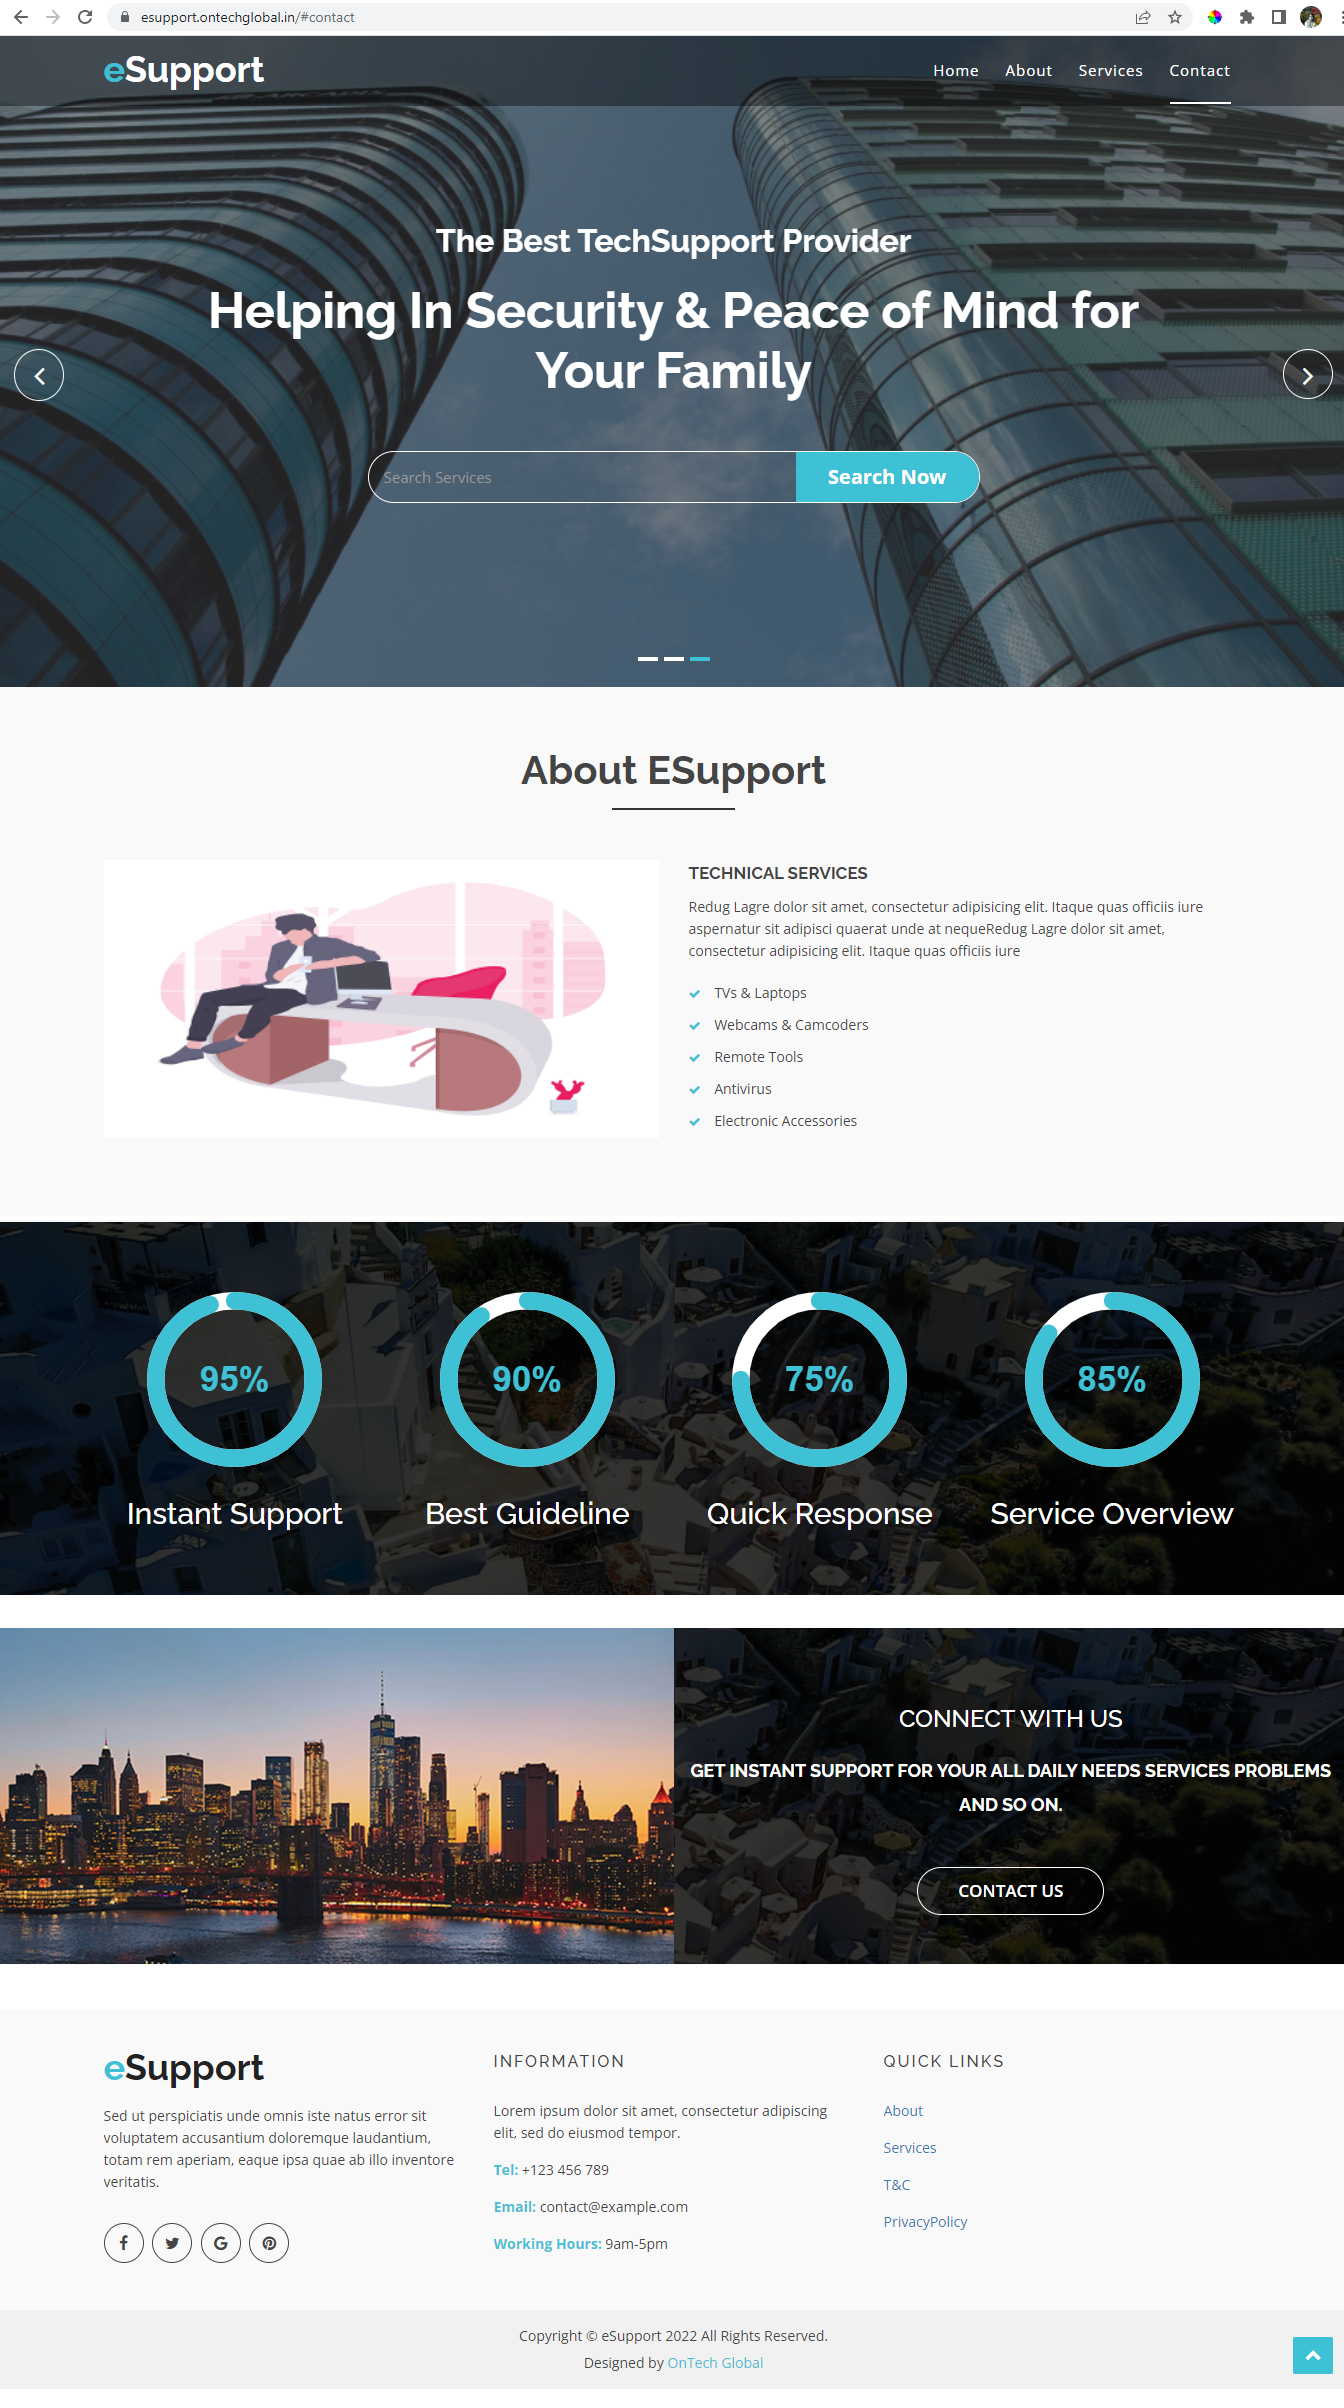 esupport.ontechglobal.in/#contact
eSupport
Home About Services Contact
The Best TechSupport Provider
Helping In Security & Peace of Mind for
Your Family
Search Services
Search Now
About ESupport
TECHNICAL SERVICES
Redug Lagre dolor sit amet, consectetur adipisicing elit. Itaque quas officiis iure
aspernatur sit adipisci quaerat unde at nequeRedug Lagre dolor sit amet,
consectetur adipisicing elit. Itaque quas officiis iure
TVs & Laptops
Webcams & Camcoders
Remote Tools
Antivirus
Electronic Accessories
95%
90%
75%
85%
Instant Support
Best Guideline
Quick Response
Service Overview
CONNECT WITH US
GET INSTANT SUPPORT FOR YOUR ALL DAILY NEEDS SERVICES PROBLEMS
AND SO ON.
CONTACT US
eSupport
Sed ut perspiciatis unde omnis iste natus error sit
voluptatem accusantium doloremque laudantium,
totam rem aperiam, eaque ipsa quae ab illo inventore
veritatis.
INFORMATION
Lorem ipsum dolor sit amet, consectetur adipiscing
elit, sed do eiusmod tempor.
Tel: +123 456 789
Email: contact@example.com
Working Hours: 9am-5pm
QUICK LINKS
About
Services
T&C
PrivacyPolicy
Copyright © eSupport 2022 All Rights Reserved.
Designed by OnTech Global